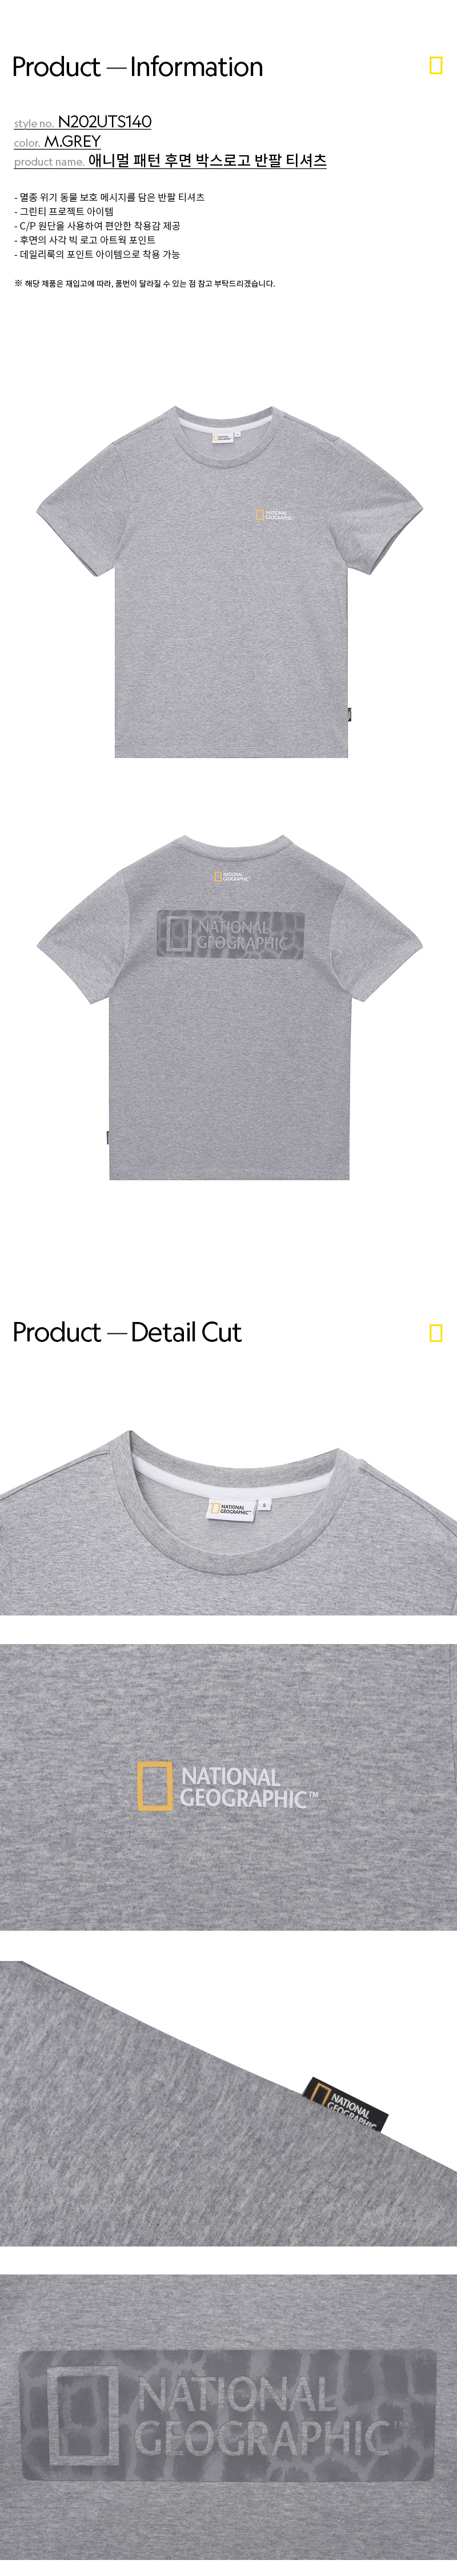 Product — Information
style no. N202UTS140
color. M.GREY
product name. 애니멀 패턴 후면 박스로고 반팔 티셔츠
- 멸종 위기 동물 보호 메시지를 담은 반팔 티셔츠
- 그린티 프로젝트 아이템
- C/P 원단을 사용하여 편안한 착용감 제공
- 후면의 사각 빅 로고 아트웍 포인트
- 데일리룩의 포인트 아이템으로 착용 가능
※ 해당 제품은 재입고에 따라, 품번이 달라질 수 있는 점 참고 부탁드리겠습니다.
NATIONAL
GEOGRAPHIC
NATIONAL
GEOGRAPHIC
NATIONAL
GEOGRAPHIC
Product — Detail Cut
NATIONAL
GEOGRAPHIC
S
NATIONAL
GEOGRAPHIC™
NATIONAL
GEOGRAPHIC
NATIONAL
GEOGRAPHIC™